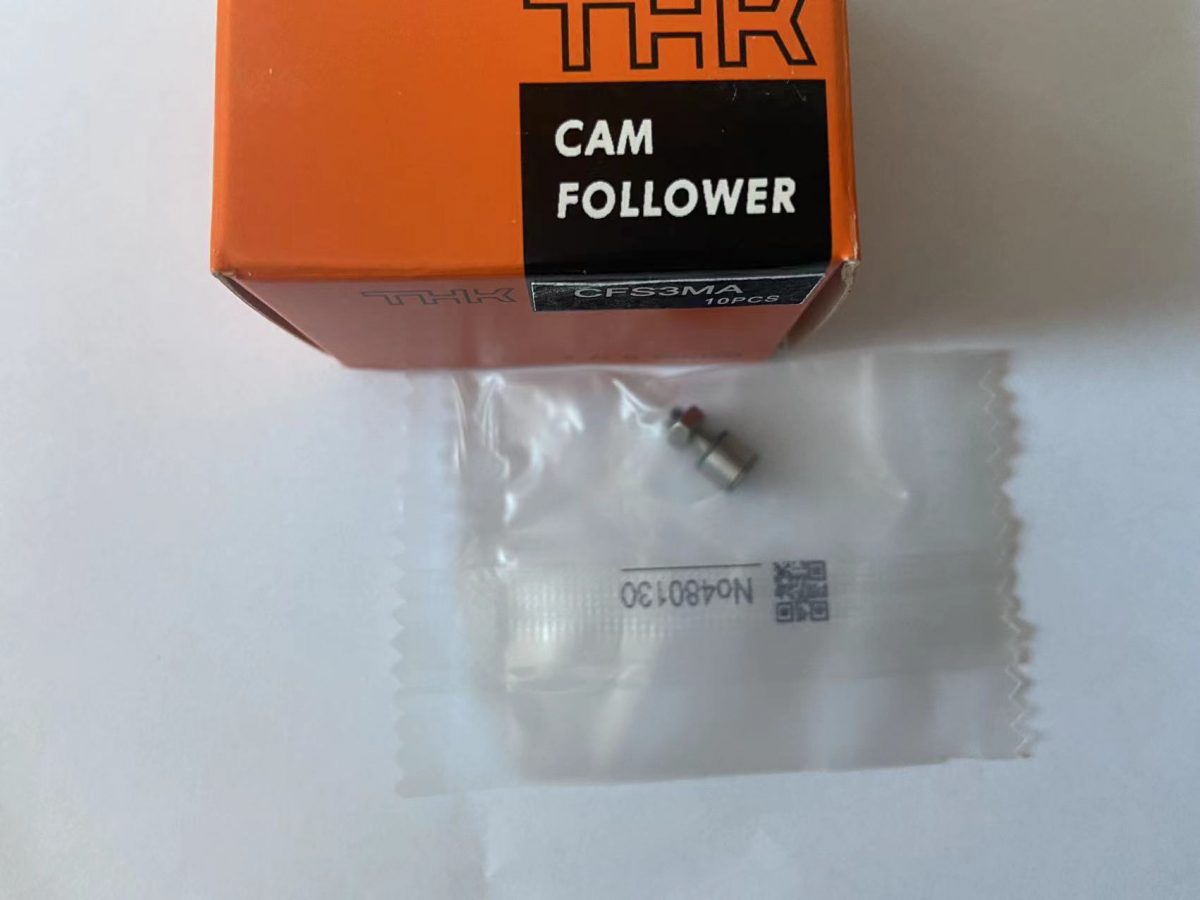 THK
CAM
FOLLOWER
THK
CFS3MA
10PCS
No480130